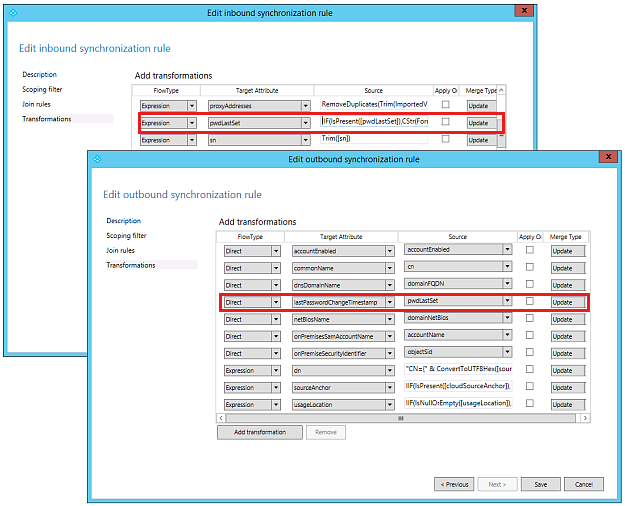 Edit inbound synchronization rule
x
Edit inbound synchronization rule
Description
Scoping filter
Join rules
Transformations
Add transformations
FlowType Target Attribute Source Apply O Merge Type
Expression proxyAddresses RemoveDuplicates(Trim(ImportedV Update
Expression pwdLastSet IIF(IsPresent([pwdLastSet]),CStr(For Update
Expression sn Trim([sn]) Update
Edit outbound synchronization rule
x
Edit outbound synchronization rule
Description
Scoping filter
Join rules
Transformations
Add transformations
FlowType Target Attribute Source Apply O Merge Type
Direct accountEnabled accountEnabled Update
Direct commonName cn Update
Direct dnsDomainName domainFQDN Update
Direct lastPasswordChangeTimestamp pwdLastSet Update
Direct netBiosName domainNetBios Update
Direct onPremisesSamAccountName accountName Update
Direct onPremiseSecurityIdentifier objectSid Update
Expression dn "CN={" & ConvertToUTF8Hex([sour Update
Expression sourceAnchor IIF(IsPresent([cloudSourceAnchor]), Update
Expression usageLocation IIF(IsNullOrEmpty([usageLocation]), Update
Add transformation Remove
< Previous Next > Save Cancel